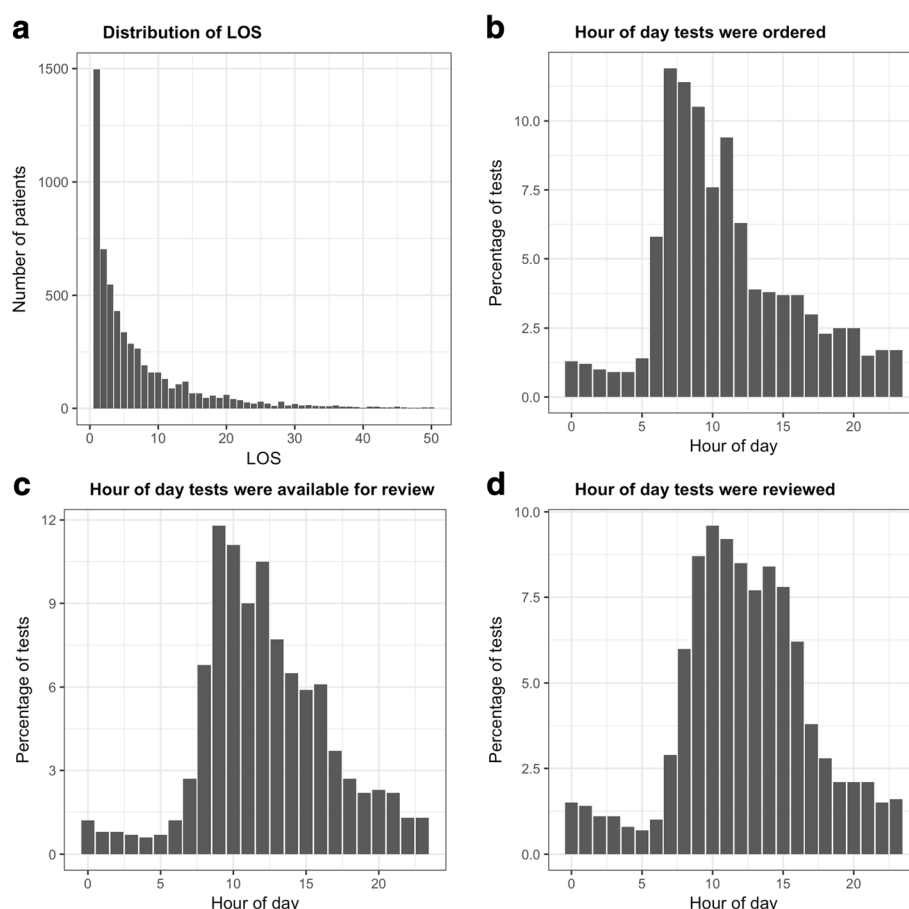 a
Distribution of LOS
1500
1000
500
0
Number of patients
0 10 20 30 40 50
LOS
b
Hour of day tests were ordered
10.0
7.5
5.0
2.5
0.0
Percentage of tests
0 5 10 15 20
Hour of day
c
Hour of day tests were available for review
12
9
6
3
0
Percentage of tests
0 5 10 15 20
Hour of day
d
Hour of day tests were reviewed
10.0
7.5
5.0
2.5
0.0
Percentage of tests
0 5 10 15 20
Hour of day